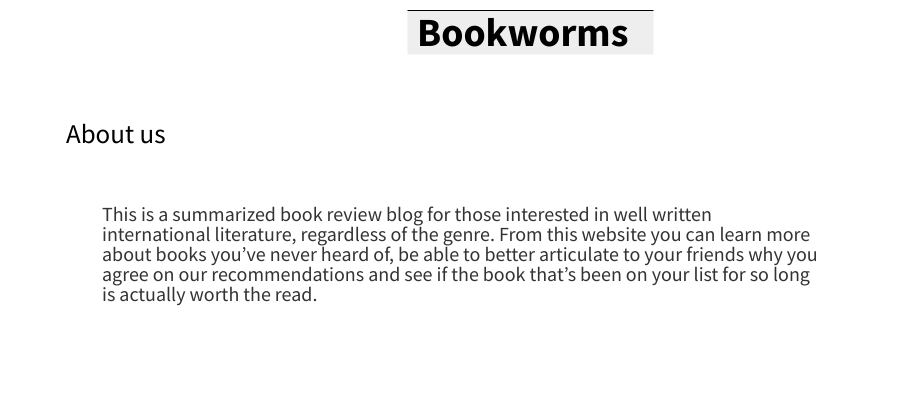 Bookworms
About us
This is a summarized book review blog for those interested in well written
international literature, regardless of the genre. From this website you can learn more
about books you’ve never heard of, be able to better articulate to your friends why you
agree on our recommendations and see if the book that’s been on your list for so long
is actually worth the read.